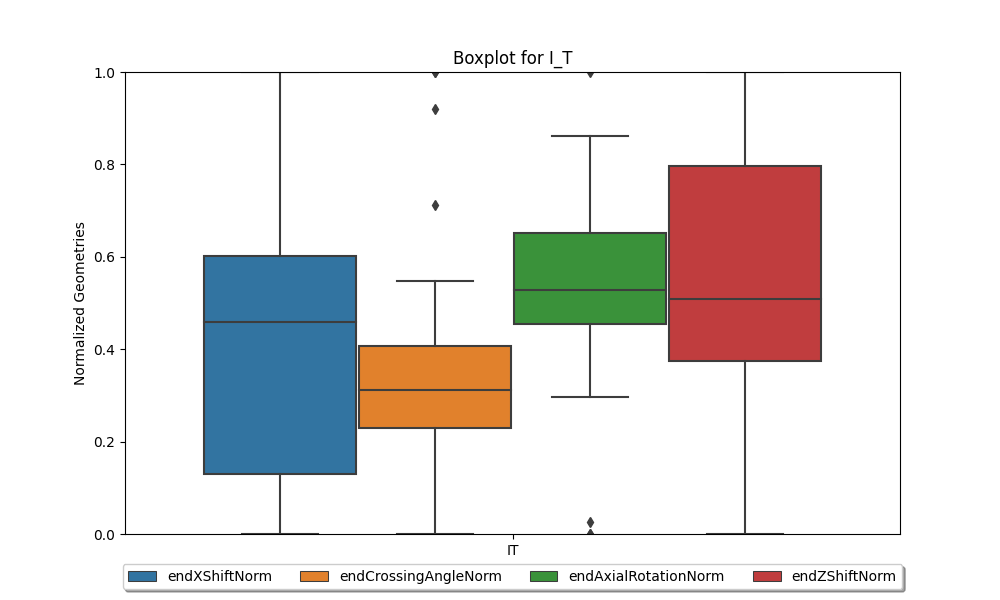 Boxplot for I_T
1.0
0.8
0.6
0.4
0.2
0.0
Normalized Geometries
IT
endXShiftNorm endCrossingAngleNorm endAxialRotationNorm endZShiftNorm